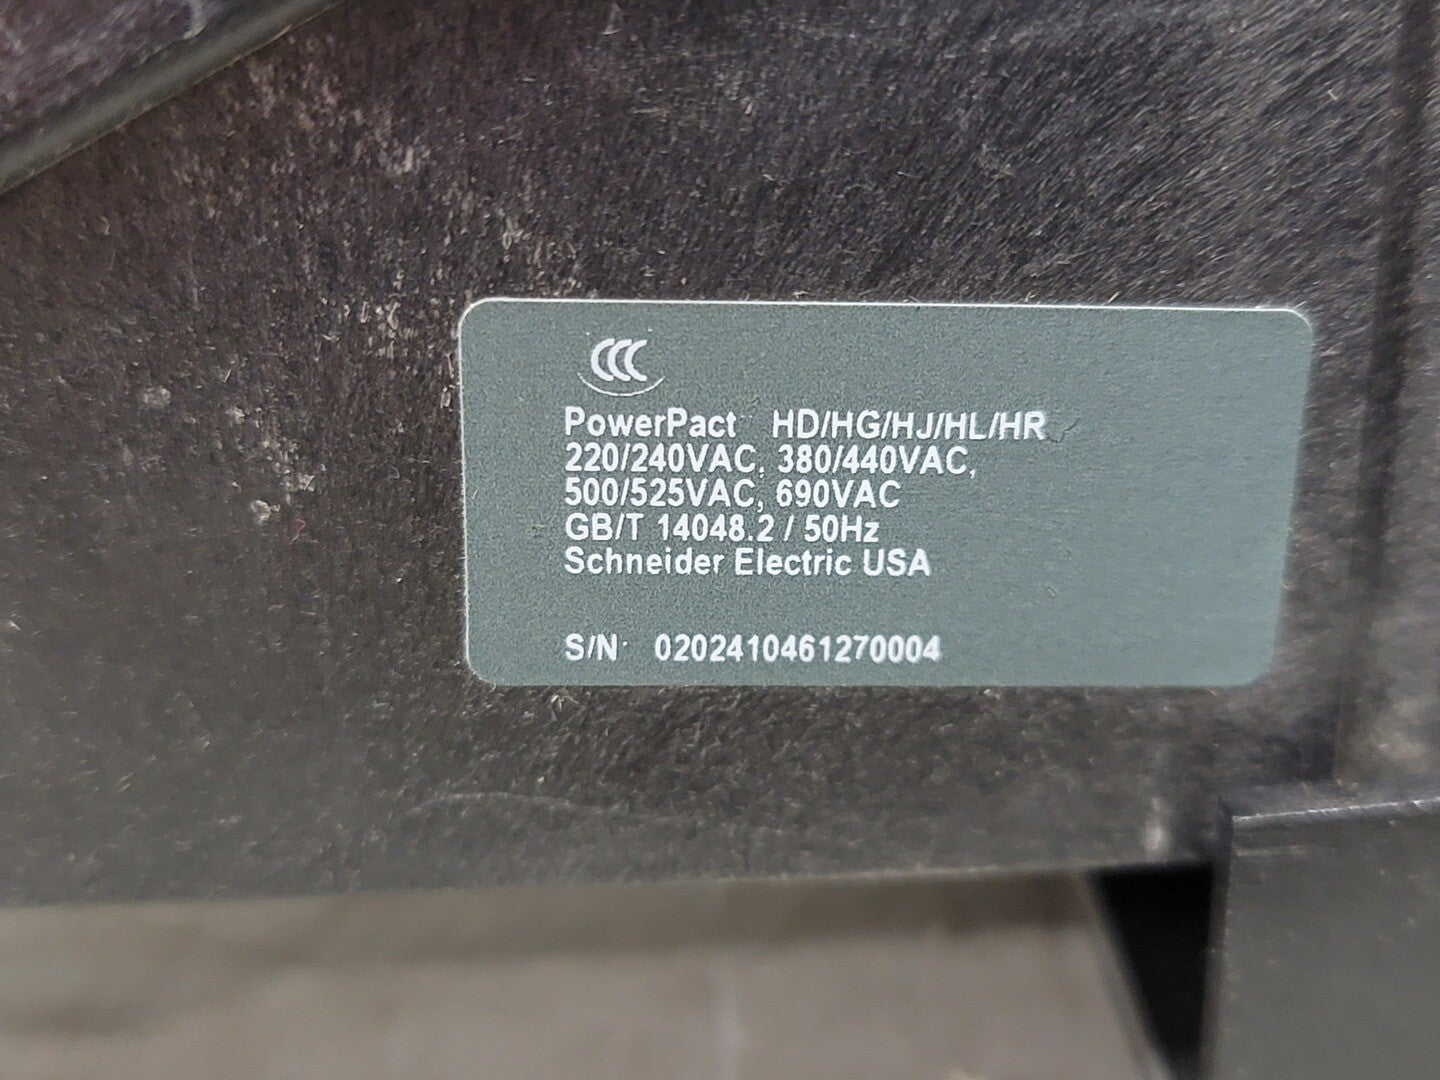 CCC
PowerPact HD/HG/HJ/HL/HR
220/240VAC, 380/440VAC,
500/525VAC, 690VAC
GB/T 14048.2 / 50Hz
Schneider Electric USA
S/N: 0202410461270004